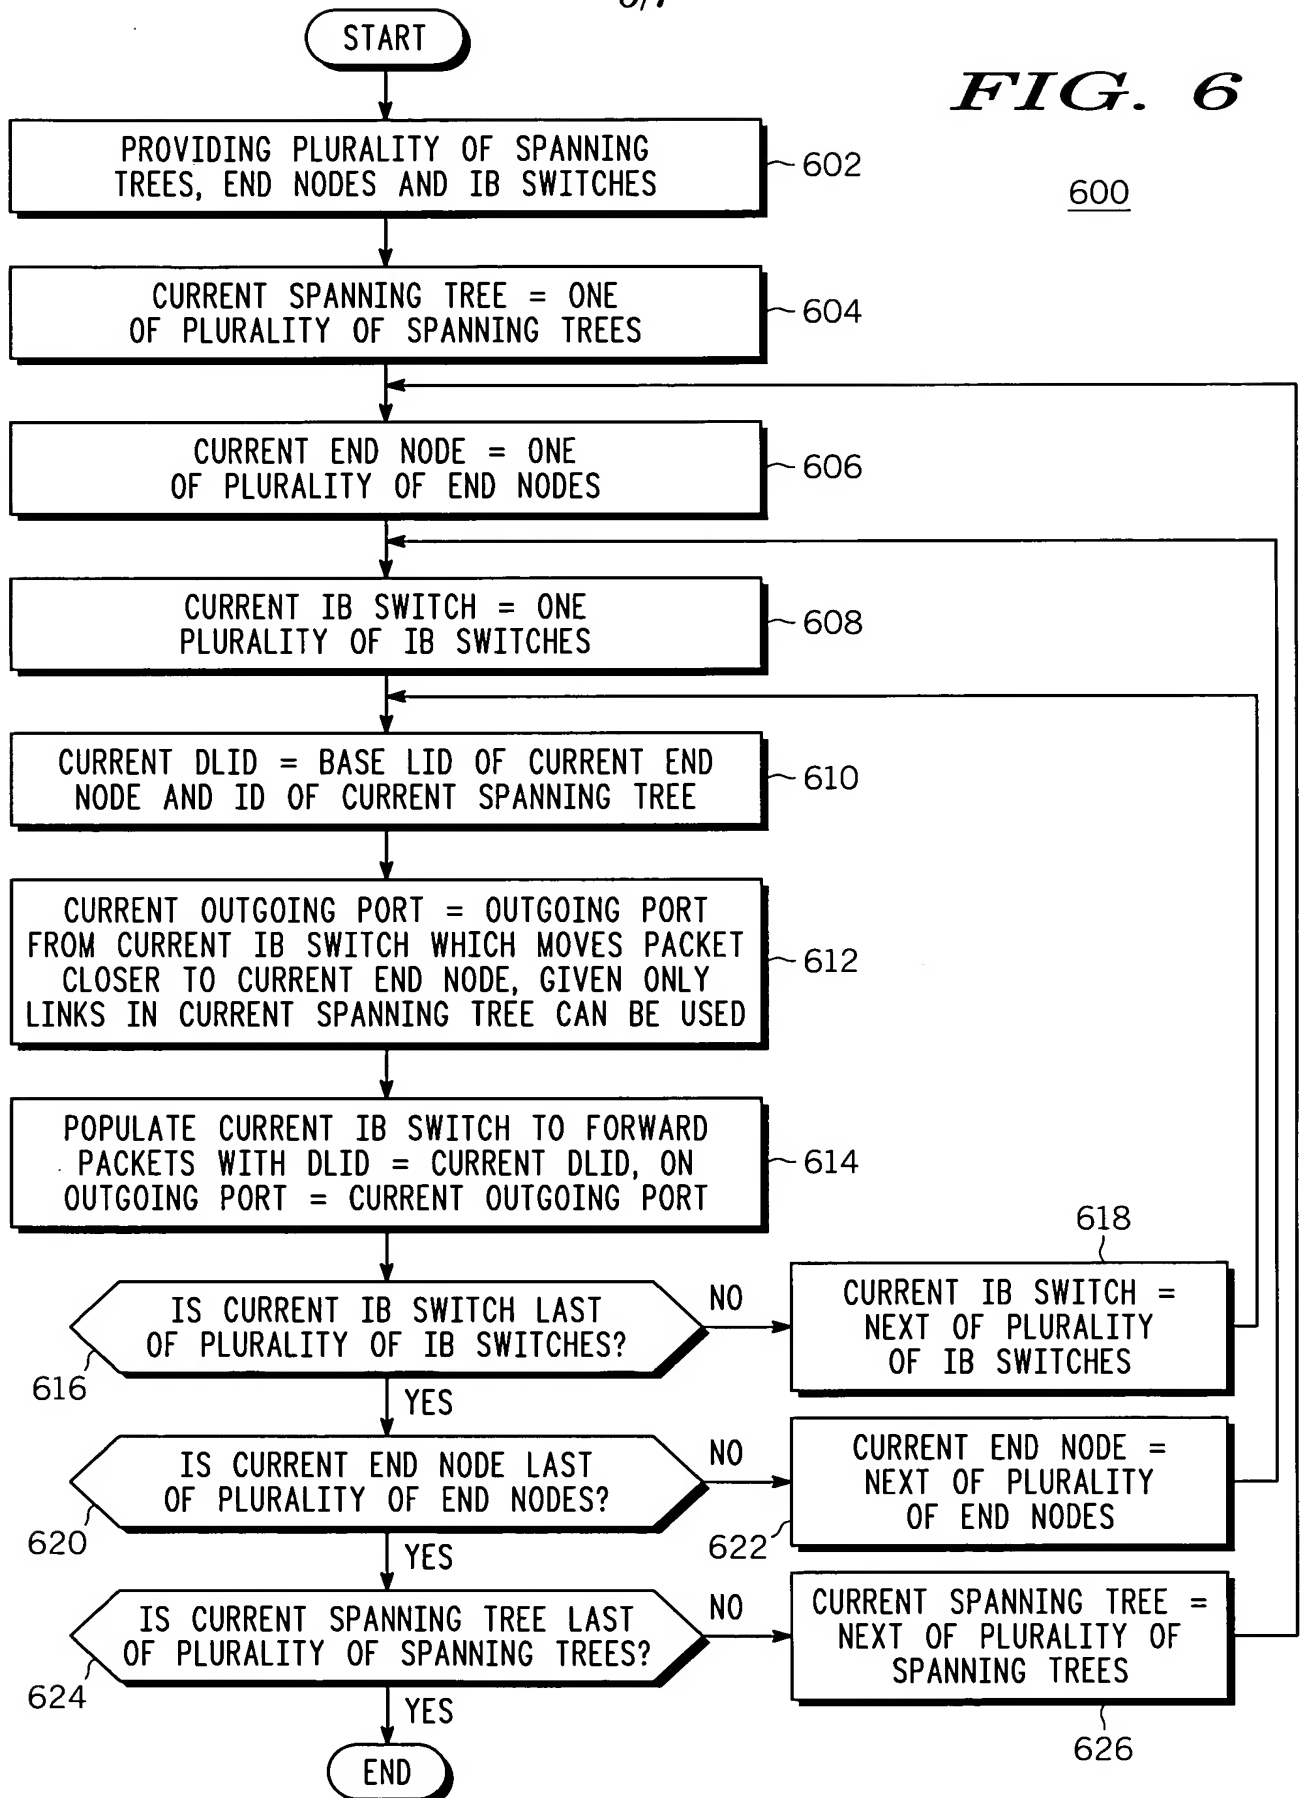 START
FIG. 6
600
PROVIDING PLURALITY OF SPANNING
TREES, END NODES AND IB SWITCHES
602
CURRENT SPANNING TREE = ONE
OF PLURALITY OF SPANNING TREES
604
CURRENT END NODE = ONE
OF PLURALITY OF END NODES
606
CURRENT IB SWITCH = ONE
PLURALITY OF IB SWITCHES
608
CURRENT DLID = BASE LID OF CURRENT END
NODE AND ID OF CURRENT SPANNING TREE
610
CURRENT OUTGOING PORT = OUTGOING PORT
FROM CURRENT IB SWITCH WHICH MOVES PACKET
CLOSER TO CURRENT END NODE, GIVEN ONLY
LINKS IN CURRENT SPANNING TREE CAN BE USED
612
POPULATE CURRENT IB SWITCH TO FORWARD
PACKETS WITH DLID = CURRENT DLID, ON
OUTGOING PORT = CURRENT OUTGOING PORT
614
IS CURRENT IB SWITCH LAST
OF PLURALITY OF IB SWITCHES?
616
NO
YES
618
CURRENT IB SWITCH =
NEXT OF PLURALITY
OF IB SWITCHES
IS CURRENT END NODE LAST
OF PLURALITY OF END NODES?
620
NO
YES
CURRENT END NODE =
NEXT OF PLURALITY
OF END NODES
622
IS CURRENT SPANNING TREE LAST
OF PLURALITY OF SPANNING TREES?
624
NO
YES
CURRENT SPANNING TREE =
NEXT OF PLURALITY OF
SPANNING TREES
626
END